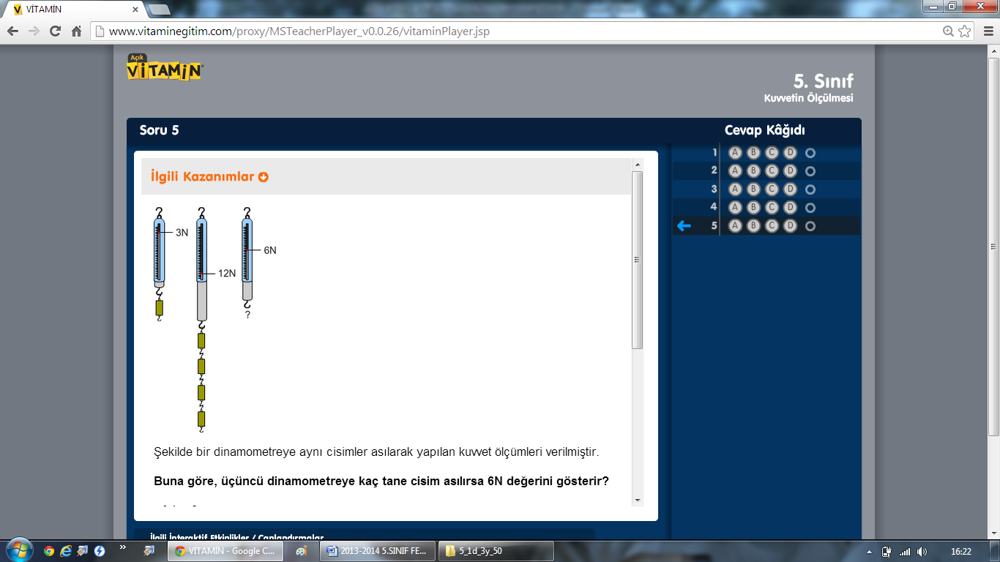 VİTAMİN
www.vitaminegitim.com/proxy/MSTeacherPlayer_v0.0.26/vitaminPlayer.jsp
Açık
VİTAMİN
5. Sınıf
Kuvvetin Ölçülmesi
Soru 5
Cevap Kâğıdı
İlgili Kazanımlar
1 A B C D
2 A B C D
3 A B C D
4 A B C D
5 A B C D
3N
12N
6N
?
Şekilde bir dinamometreye aynı cisimler asılarak yapılan kuvvet ölçümleri verilmiştir.
Buna göre, üçüncü dinamometreye kaç tane cisim asılırsa 6N değerini gösterir?
İlgili İnteraktif Etkinlikler / Canlandırmalar
VİTAMİN - Google C...
2013-2014 5.SINIF FE...
5_1d_3y_50
16:22